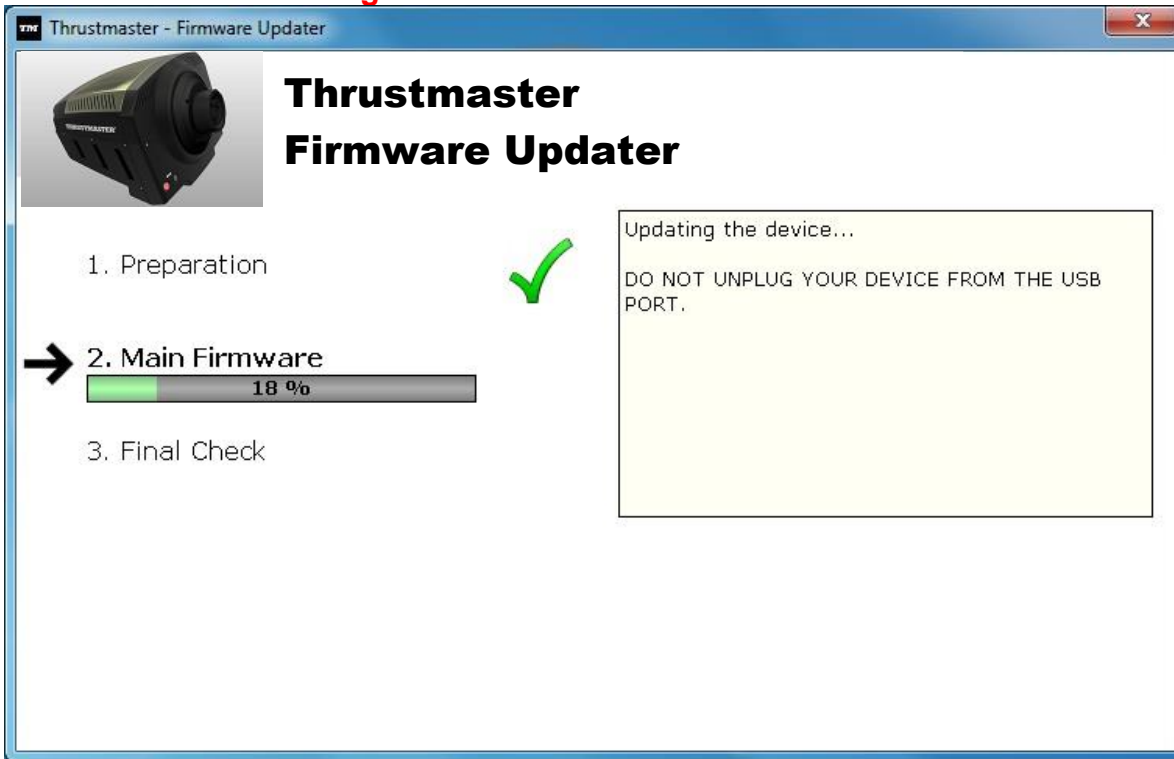 Thrustmaster - Firmware Updater
Thrustmaster
Firmware Updater
THRUSTMASTER
1. Preparation
2. Main Firmware
18 %
3. Final Check
Updating the device...
DO NOT UNPLUG YOUR DEVICE FROM THE USB
PORT.